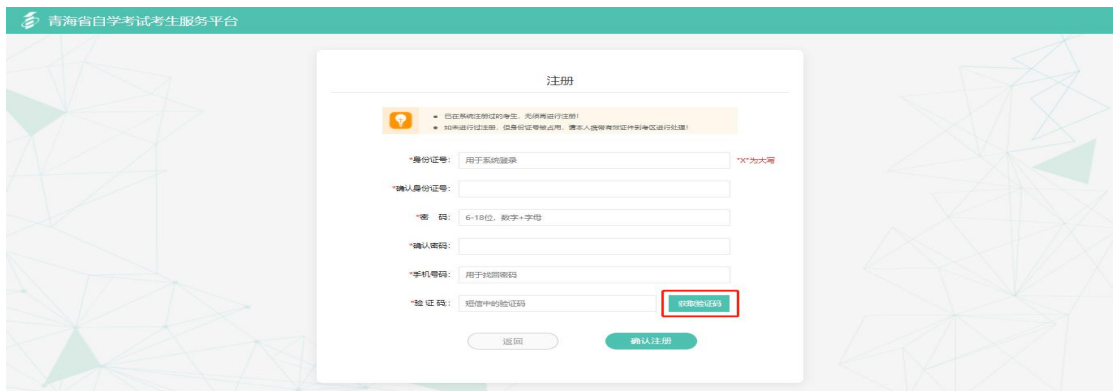 青海省自学考试考生服务平台
注册
已在系统注册过的考生，无须再进行注册！
如未进行过注册，但身份证号被占用，请本人携带有效证件到考区进行处理！
*身份证号: 用于系统登录 "X"为大写
*确认身份证号:
*密 码: 6-18位，数字+字母
*确认密码:
*手机号码: 用于找回密码
*验 证 码: 短信中的验证码 获取验证码
返回 确认注册